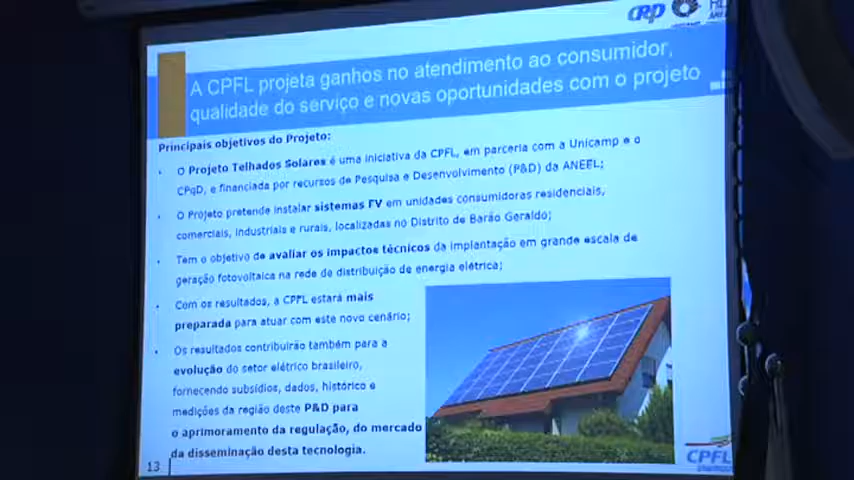 CPqD
A CPFL projeta ganhos no atendimento ao consumidor,
qualidade do serviço e novas oportunidades com o projeto
Principais objetivos do Projeto:
• O Projeto Telhados Solares é uma iniciativa da CPFL, em parceria com a Unicamp e o
CPqD, e financiada por recursos de Pesquisa e Desenvolvimento (P&D) da ANEEL;
• O Projeto pretende instalar sistemas FV em unidades consumidoras residenciais,
comerciais, industriais e rurais, localizadas no Distrito de Barão Geraldo;
• Tem o objetivo de avaliar os impactos técnicos da implantação em grande escala de
geração fotovoltaica na rede de distribuição de energia elétrica;
• Com os resultados, a CPFL estará mais
preparada para atuar com este novo cenário;
• Os resultados contribuirão também para a
evolução do setor elétrico brasileiro,
fornecendo subsídios, dados, histórico e
medições da região deste P&D para
o aprimoramento da regulação, do mercado
da disseminação desta tecnologia.
13
CPFL
ENERGIA